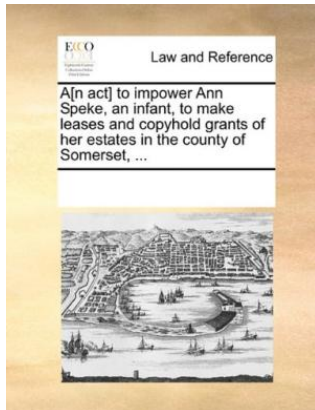 ECCO
Law and Reference
A[n act] to impower Ann
Speke, an infant, to make
leases and copyhold grants of
her estates in the county of
Somerset, ...